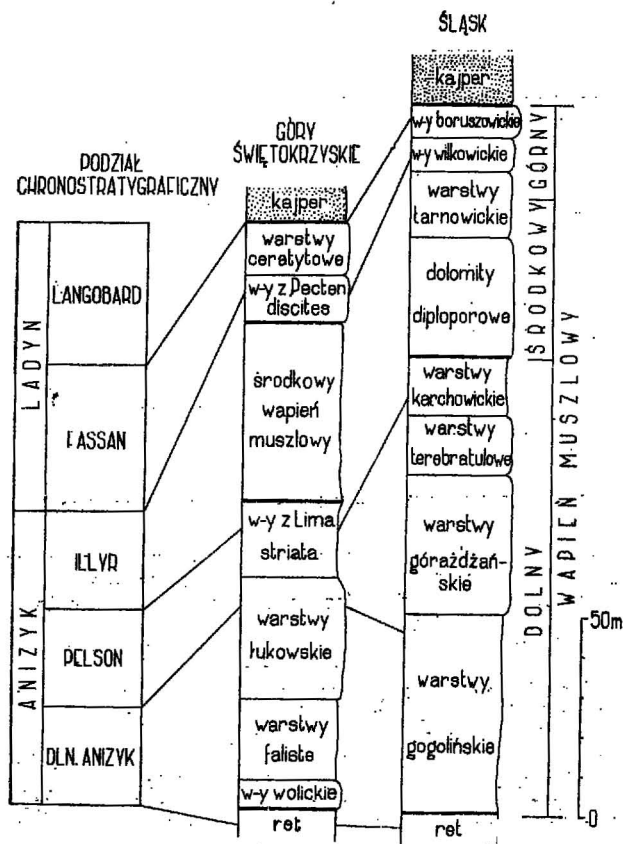 ŚLĄSK
kajper
w-y boruszowickie
w-y wilkowickie
warstwy
tarnowickie
dolomity
diploporowe
warstwy
karchowickie
warstwy
terebratulowe
warstwy
górażdżań-
skie
warstwy
gogolińskie
ret
GÓRY
ŚWIĘTOKRZYSKIE
kajper
warstwy
ceratytowe
w-y z Pecten
discites
środkowy
wapień
muszlowy
w-y z Lima
striata
warstwy
łukowskie
warstwy
faliste
w-y wolickie
ret
PODZIAŁ
CHRONOSTRATYGRAFICZNY
LADYN
LANGOBARD
FASSAN
ANIZYK
ILLYR
PELSON
DLN. ANIZYK
GÓRNY
ŚRODKOWY
DOLNY
WAPIEŃ MUSZLOWY
50m
0